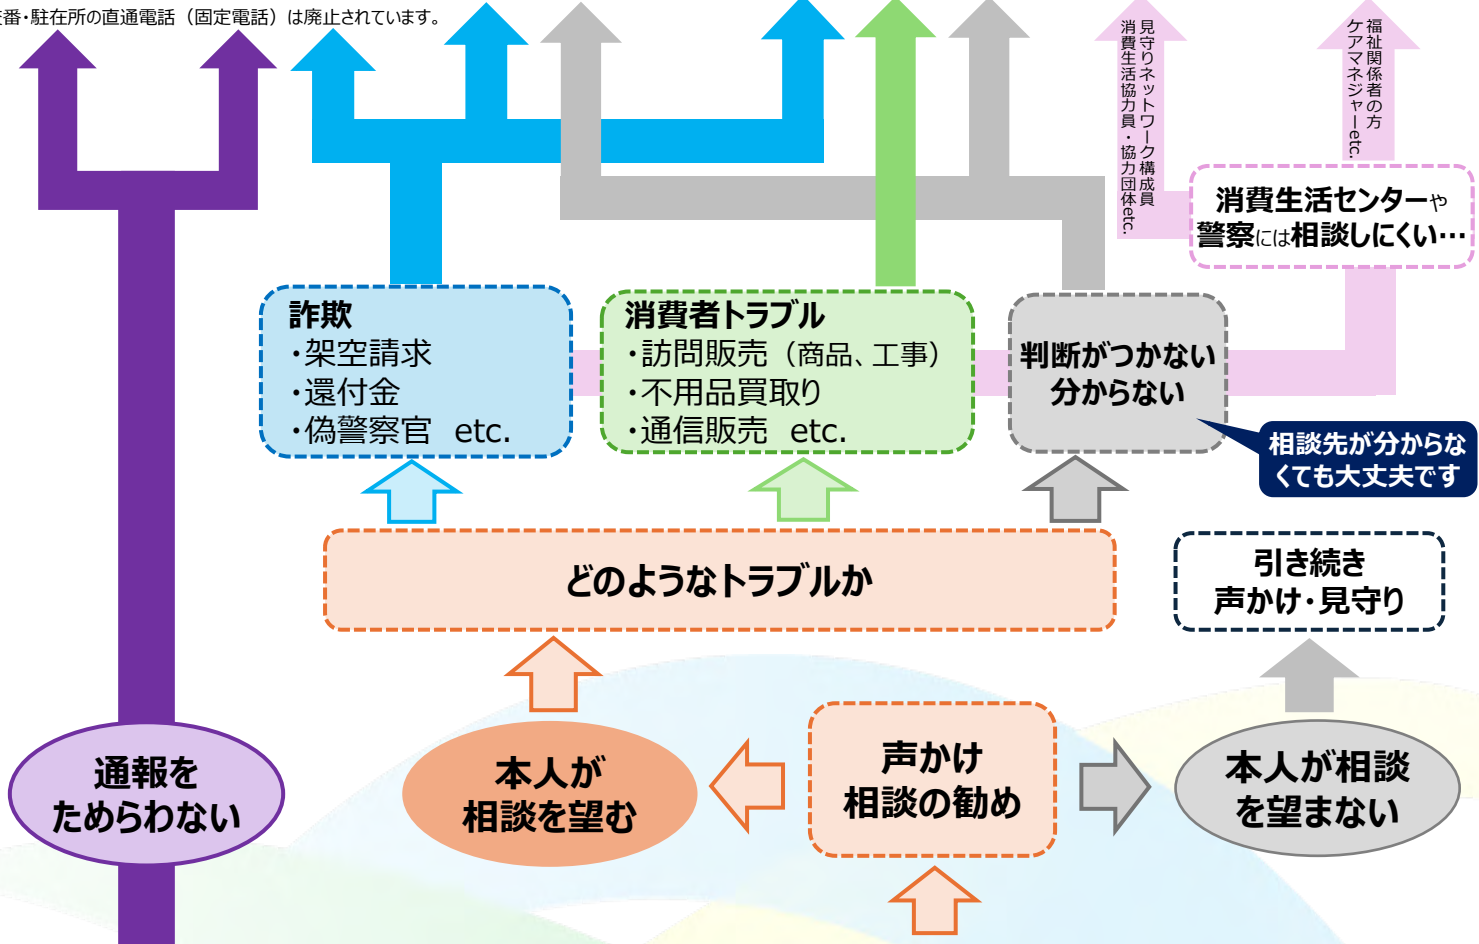 番・駐在所の直通電話（固定電話）は廃止されています。
見守りネットワーク構成員
消費生活協力員・協力団体etc.
福祉関係者の方
ケアマネジャーetc.
消費生活センターや
警察には相談しにくい…
詐欺
・架空請求
・還付金
・偽警察官 etc.
消費者トラブル
・訪問販売（商品、工事）
・不用品買取り
・通信販売 etc.
判断がつかない
分からない
相談先が分からな
くても大丈夫です
どのようなトラブルか
引き続き
声かけ・見守り
通報を
ためらわない
本人が
相談を望む
声かけ
相談の勧め
本人が相談
を望まない